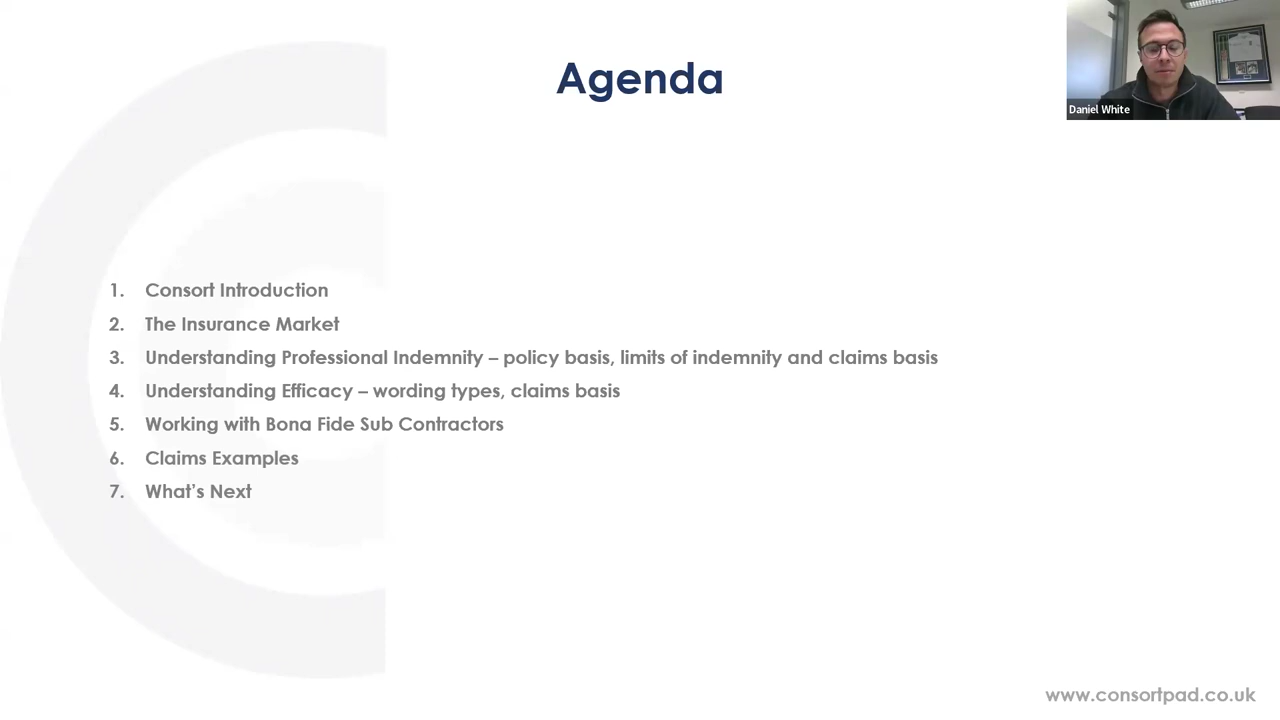 Agenda
Daniel White
1. Consort Introduction
2. The Insurance Market
3. Understanding Professional Indemnity – policy basis, limits of indemnity and claims basis
4. Understanding Efficacy – wording types, claims basis
5. Working with Bona Fide Sub Contractors
6. Claims Examples
7. What’s Next
www.consortpad.co.uk